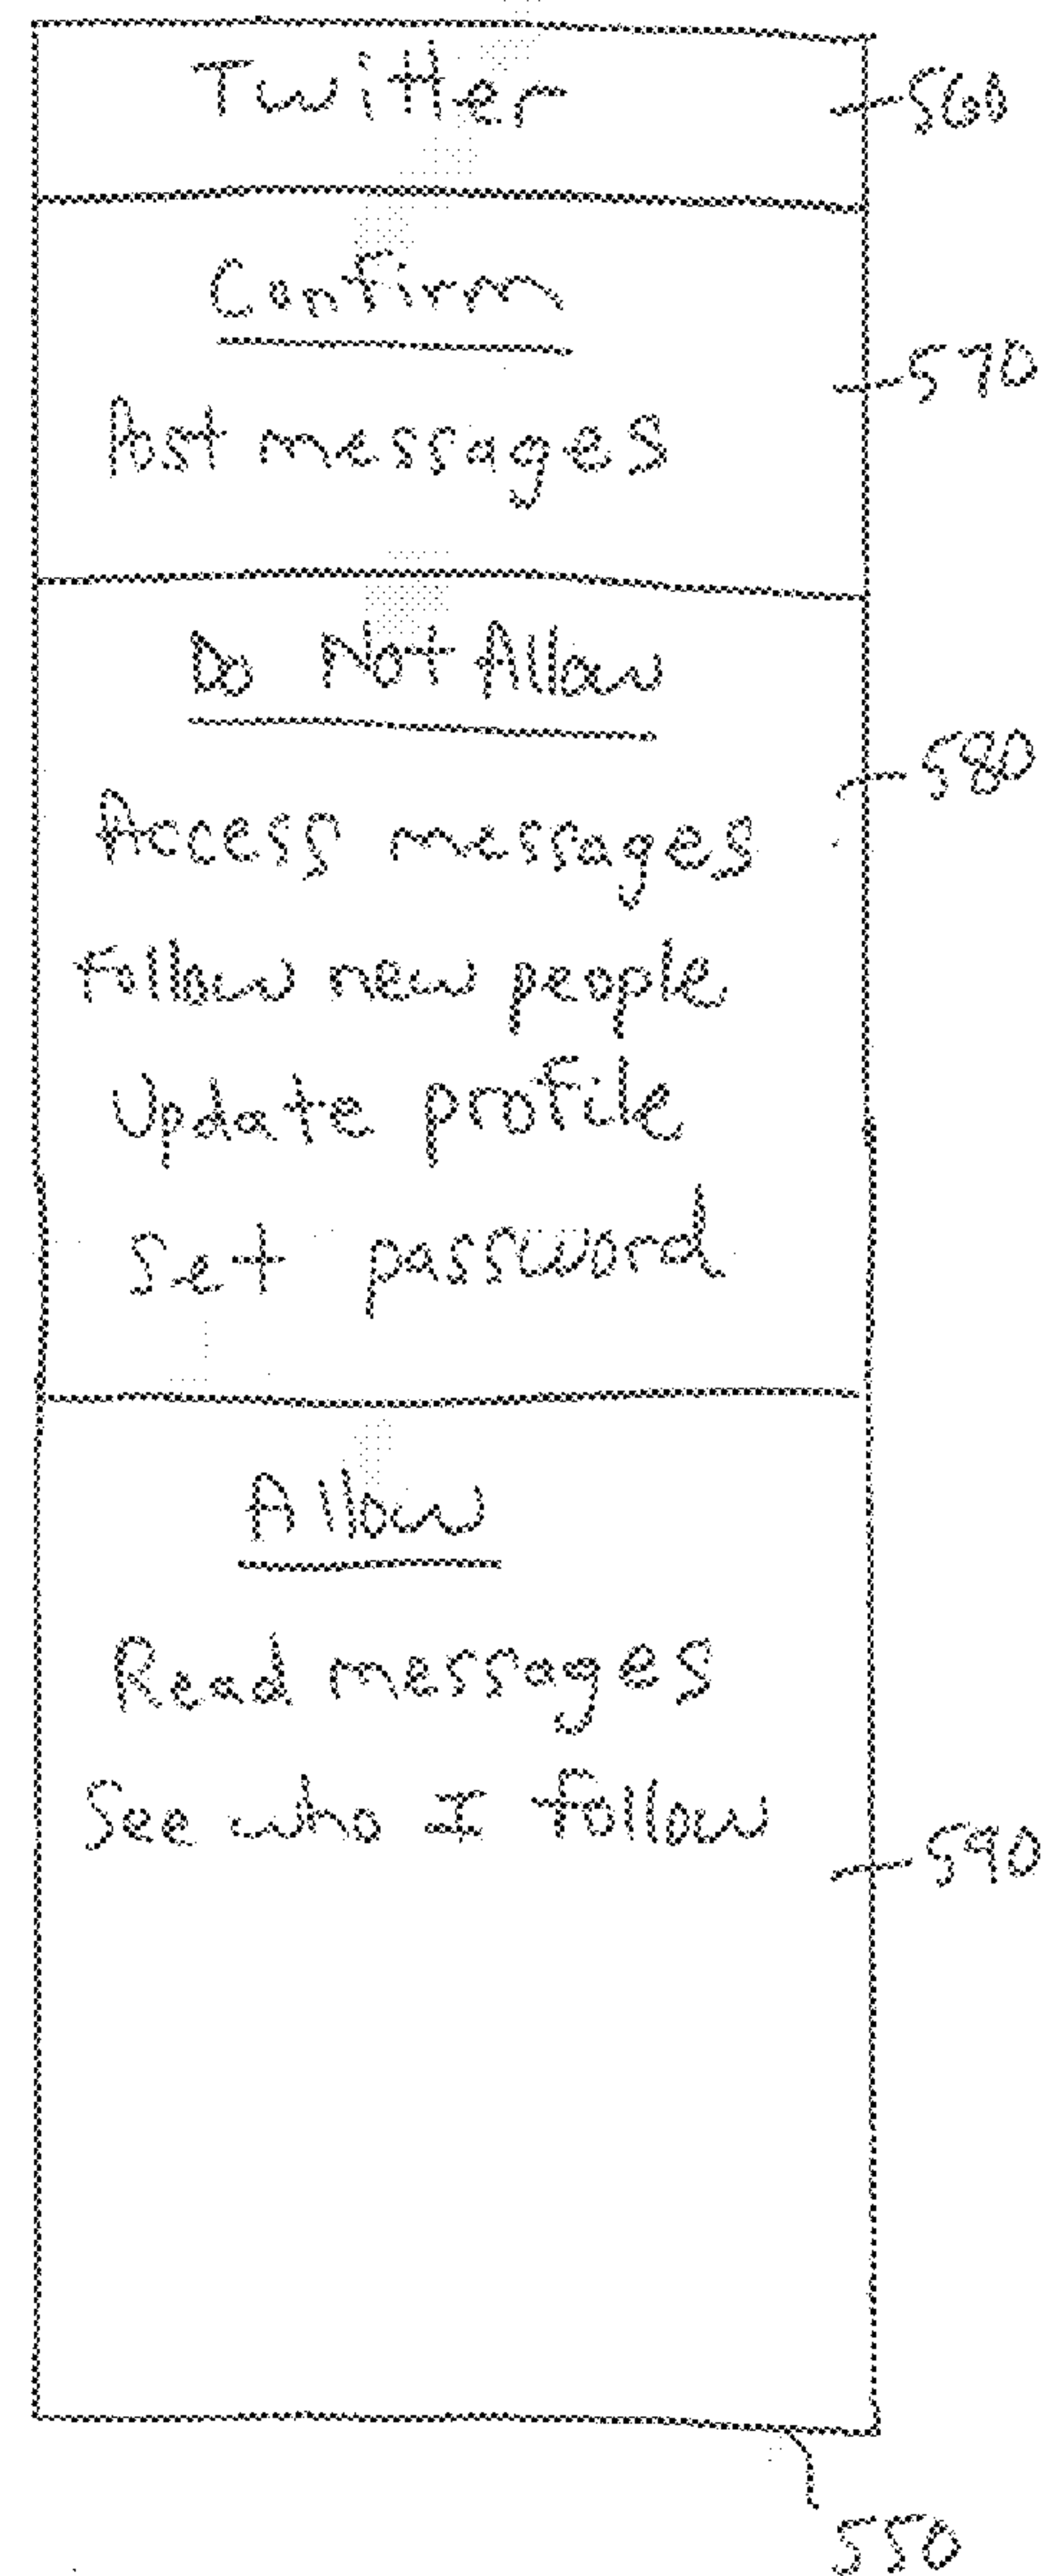 Twitter
560
Confirm
570
Post messages
Do Not Allow
580
Access messages
Follow new people
Update profile
Set password
Allow
Read messages
See who I follow
590
550